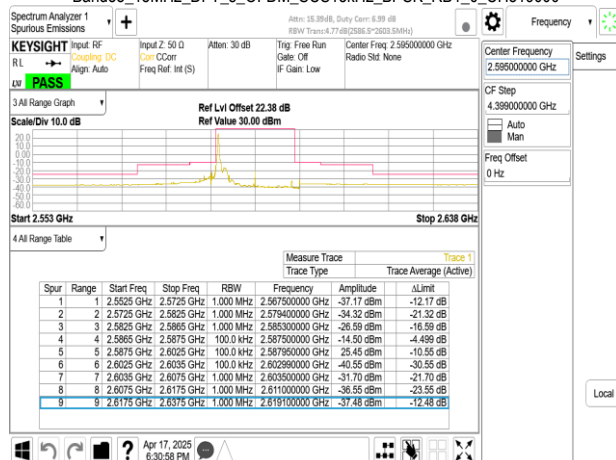 Spectrum Analyzer 1
Spurious Emissions
Attn: 15.39dB, Duty Corr: 6.99 dB
RBW Trans:4.77dB(2586.5~2603.5MHz)
Frequency
KEYSIGHT
Input: RF
Coupling: DC
Align: Auto
Input Z: 50 Ω
Corr CCorr
Freq Ref: Int (S)
Atten: 30 dB
Trig: Free Run
Gate: Off
IF Gain: Low
Center Freq: 2.595000000 GHz
Radio Std: None
RL
LXI
PASS
Center Frequency
2.595000000 GHz
Settings
CF Step
4.399000000 GHz
Auto
Man
Freq Offset
0 Hz
3 All Range Graph
Scale/Div 10.0 dB
Ref Lvl Offset 22.38 dB
Ref Value 30.00 dBm
20.0
10.0
0.00
-10.0
-20.0
-30.0
-40.0
-50.0
-60.0
Start 2.553 GHz
Stop 2.638 GHz
4 All Range Table
Measure Trace Trace 1
Trace Type Trace Average (Active)
Spur Range Start Freq Stop Freq RBW Frequency Amplitude ΔLimit
1 1 2.5525 GHz 2.5725 GHz 1.000 MHz 2.567500000 GHz -37.17 dBm -12.17 dB
2 2 2.5725 GHz 2.5825 GHz 1.000 MHz 2.579400000 GHz -34.32 dBm -21.32 dB
3 3 2.5825 GHz 2.5865 GHz 1.000 MHz 2.585300000 GHz -26.59 dBm -16.59 dB
4 4 2.5865 GHz 2.5875 GHz 100.0 kHz 2.587500000 GHz -14.50 dBm -4.499 dB
5 5 2.5875 GHz 2.6025 GHz 100.0 kHz 2.587950000 GHz 25.45 dBm -10.55 dB
6 6 2.6025 GHz 2.6035 GHz 100.0 kHz 2.602990000 GHz -40.55 dBm -30.55 dB
7 7 2.6035 GHz 2.6075 GHz 1.000 MHz 2.603500000 GHz -31.70 dBm -21.70 dB
8 8 2.6075 GHz 2.6175 GHz 1.000 MHz 2.611000000 GHz -36.55 dBm -23.55 dB
9 9 2.6175 GHz 2.6375 GHz 1.000 MHz 2.619100000 GHz -37.48 dBm -12.48 dB
Local
Apr 17, 2025
6:30:58 PM